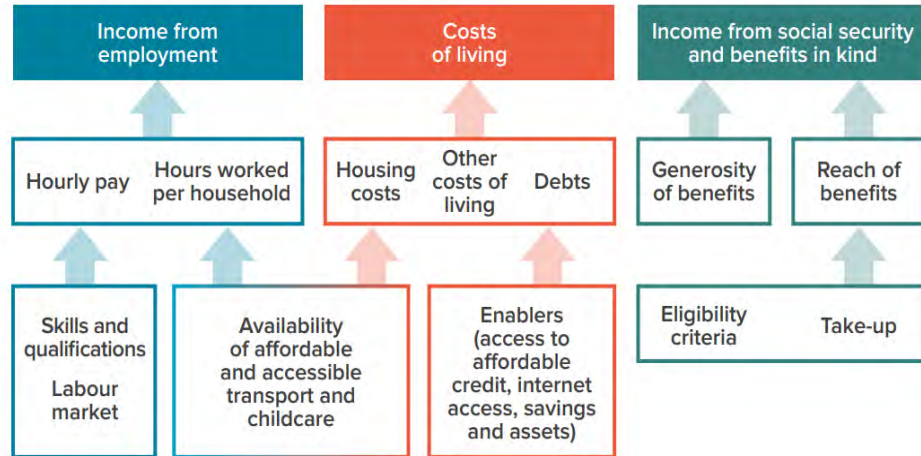 Income from
employment
Costs
of living
Income from social security
and benefits in kind
Hourly pay
Hours worked
per household
Housing
costs
Other
costs of
living
Debts
Generosity
of benefits
Reach of
benefits
Skills and
qualifications
Labour
market
Availability
of affordable
and accessible
transport and
childcare
Enablers
(access to
affordable
credit, internet
access, savings
and assets)
Eligibility
criteria
Take-up